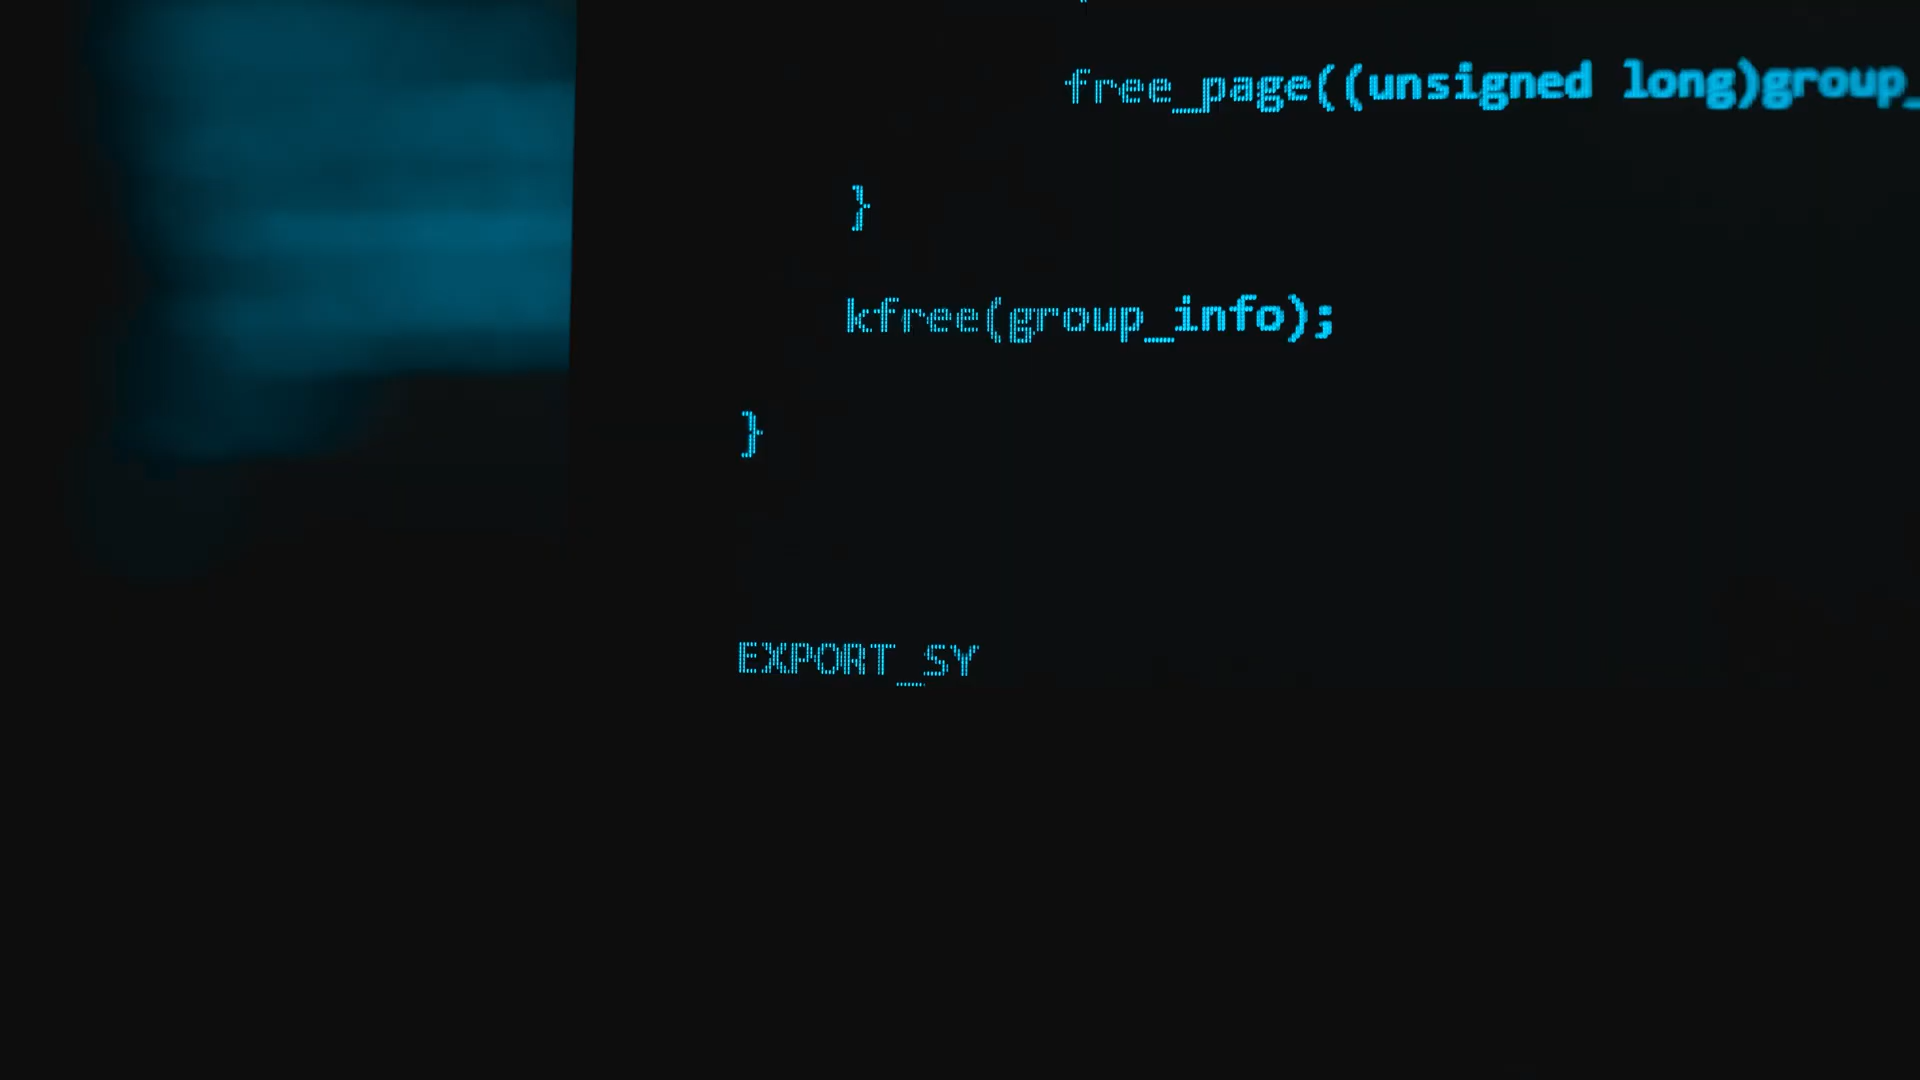 free_page((unsigned long)group_
}
kfree(group_info);
}
EXPORT_SY